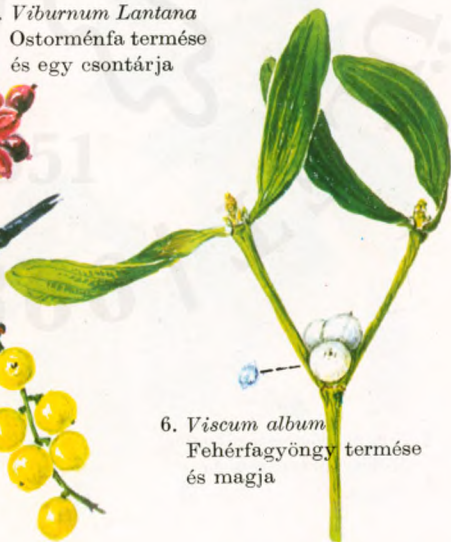 Viburnum Lantana
Ostorménfa termése
és egy csontárja
6. Viscum album
Fehérfagyöngy termése
és magja